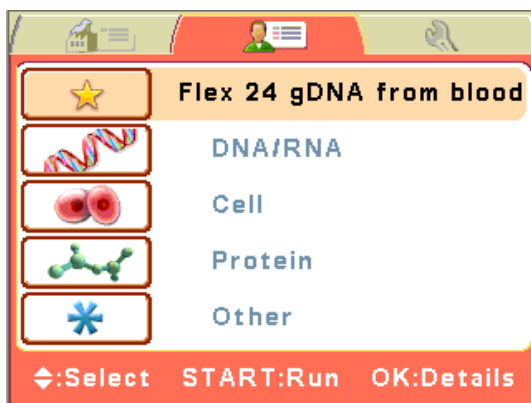 Flex 24 gDNA from blood
DNA/RNA
Cell
Protein
Other
:Select START:Run OK:Details